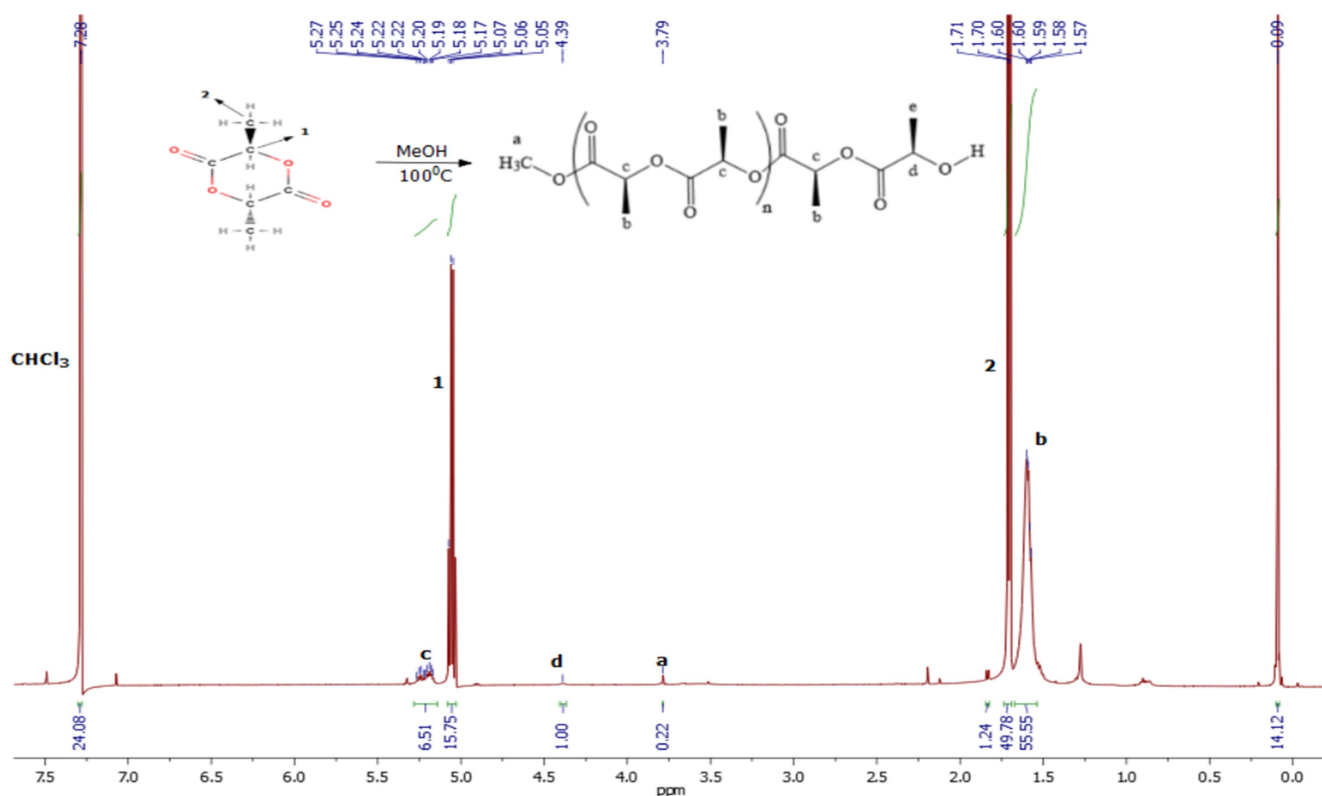 7.28
5.27
5.25
5.24
5.22
5.22
5.20
5.19
5.18
5.17
5.07
5.06
5.05
4.39
3.79
1.71
1.70
1.60
1.60
1.59
1.58
1.57
0.09
2
H
H C H
1
O C C O
H
H
O C C O
H C H
H
MeOH
100⁰C
a
H₃C
O
O
c
b
O
b
c
O
O
n
O
c
b
O
O
e
d
O
H
CHCl₃
1
2
b
c
d
a
24.08
6.51
15.75
1.00
0.22
1.24
49.78
55.55
14.12
7.5 7.0 6.5 6.0 5.5 5.0 4.5 4.0 3.5 3.0 2.5 2.0 1.5 1.0 0.5 0.0
ppm